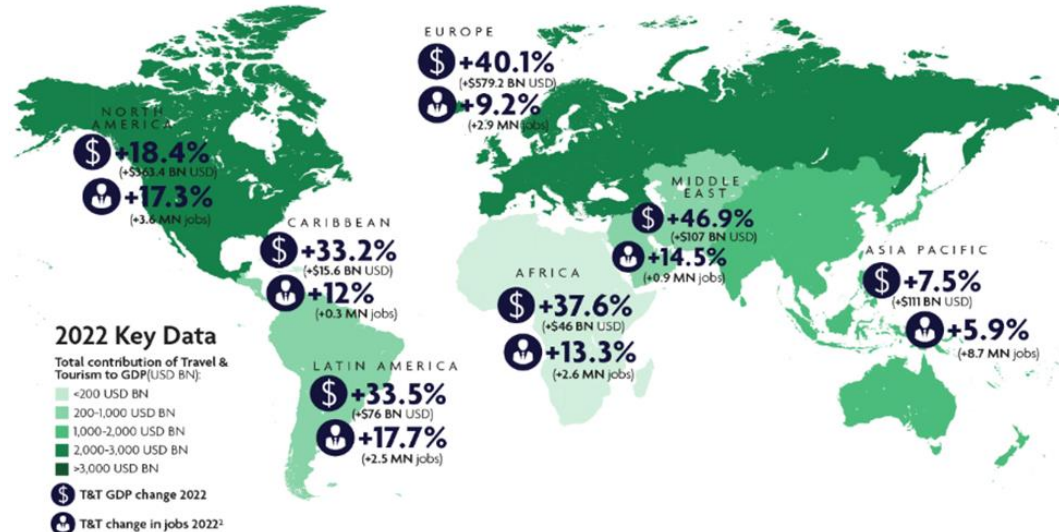 EUROPE
+40.1%
(+$579.2 BN USD)
+9.2%
(+2.9 MN jobs)
NORTH
AMERICA
+18.4%
(+$363.4 BN USD)
+17.3%
(+3.6 MN jobs)
CARIBBEAN
+33.2%
(+$15.6 BN USD)
+12%
(+0.3 MN jobs)
MIDDLE
EAST
+46.9%
(+$107 BN USD)
+14.5%
(+0.9 MN jobs)
AFRICA
+37.6%
(+$46 BN USD)
+13.3%
(+2.6 MN jobs)
ASIA PACIFIC
+7.5%
(+$111 BN USD)
+5.9%
(+8.7 MN jobs)
LATIN AMERICA
+33.5%
(+$76 BN USD)
+17.7%
(+2.5 MN jobs)
2022 Key Data
Total contribution of Travel &
Tourism to GDP(USD BN):
<200 USD BN
200-1,000 USD BN
1,000-2,000 USD BN
2,000-3,000 USD BN
>3,000 USD BN
$ T&T GDP change 2022
T&T change in jobs 2022²